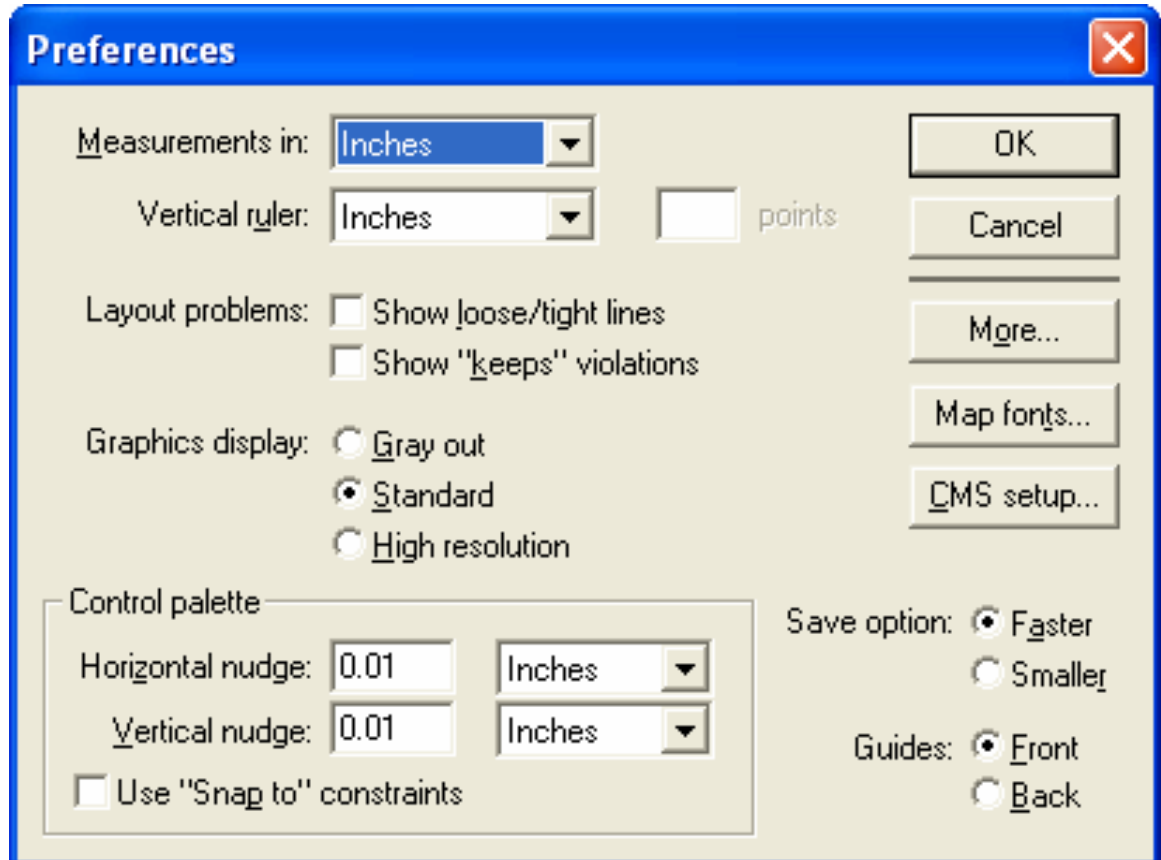 Preferences
Measurements in: Inches
OK
Vertical ruler: Inches points
Cancel
Layout problems: Show loose/tight lines
More...
Show "keeps" violations
Map fonts...
Graphics display: Gray out
Standard
CMS setup...
High resolution
Control palette
Save option: Faster
Horizontal nudge: 0.01 Inches
Smaller
Vertical nudge: 0.01 Inches
Guides: Front
Use "Snap to" constraints
Back